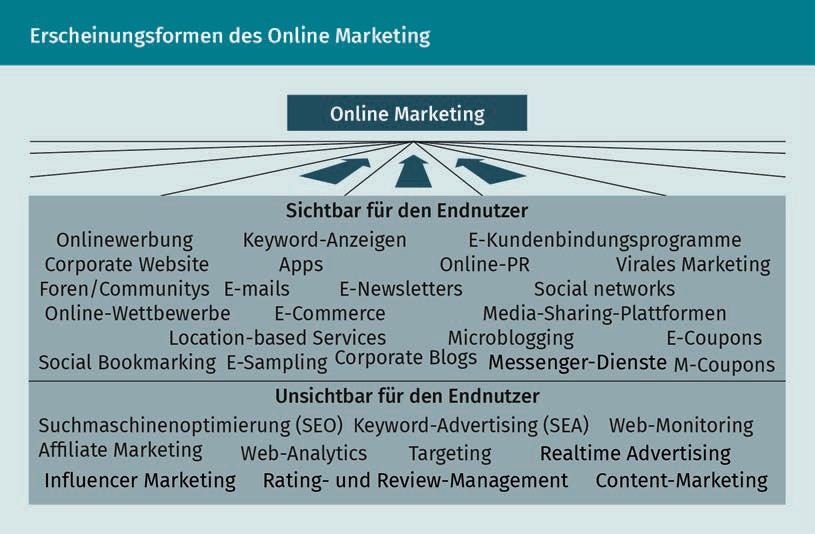 Erscheinungsformen des Online Marketing
Online Marketing
Sichtbar für den Endnutzer
Onlinewerbung Keyword-Anzeigen E-Kundenbindungsprogramme
Corporate Website Apps Online-PR Virales Marketing
Foren/Communitys E-mails E-Newsletters Social networks
Online-Wettbewerbe E-Commerce Media-Sharing-Plattformen
Location-based Services Microblogging E-Coupons
Social Bookmarking E-Sampling Corporate Blogs Messenger-Dienste M-Coupons
Unsichtbar für den Endnutzer
Suchmaschinenoptimierung (SEO) Keyword-Advertising (SEA) Web-Monitoring
Affiliate Marketing Web-Analytics Targeting Realtime Advertising
Influencer Marketing Rating- und Review-Management Content-Marketing